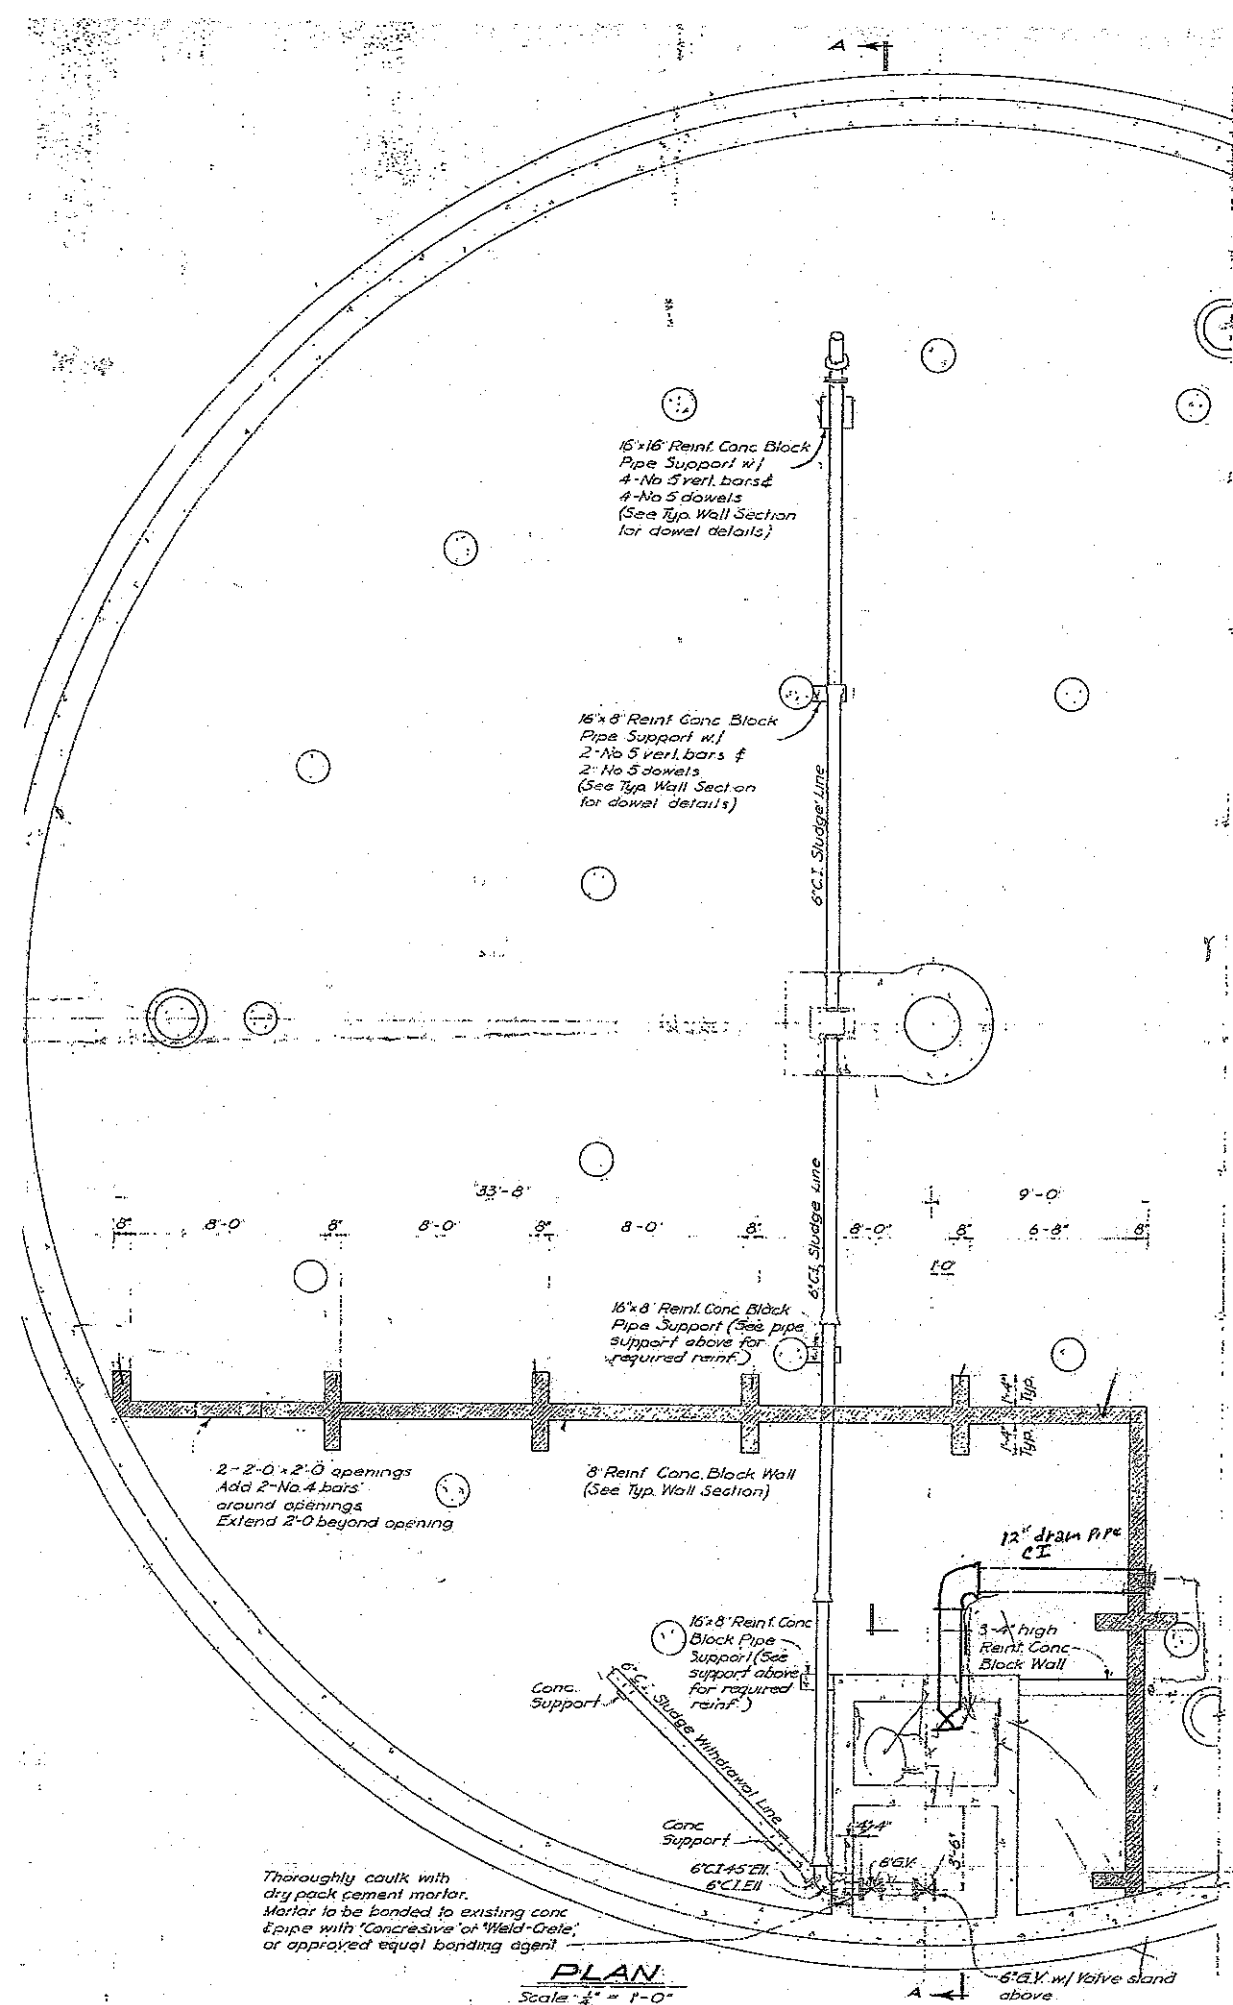 A
16"x16" Reinf. Conc Block
Pipe Support w/
4-No 5 vert. bars &
4-No 5 dowels
(See Typ. Wall Section
for dowel details)
16"x8" Reinf Conc Block
Pipe Support w/
2-No 5 vert. bars &
2-No 5 dowels
(See Typ. Wall Section
for dowel details)
6" C.I. Sludge Line
33'-8"
9'-0"
8" 8'-0" 8" 8'-0" 8" 8'-0" 8" 8'-0" 8" 6'-8" 8"
1'-0"
6" C.I. Sludge Line
16"x8" Reinf. Conc Block
Pipe Support (See pipe
support above for
required reinf.)
1'-4" Typ.
1'-4" Typ.
2-2'-0 x 2'-0 openings
Add 2-No. 4 bars
around openings
Extend 2'-0 beyond opening
8" Reinf Conc. Block Wall
(See Typ. Wall Section)
12" drain pipe
CI
16"x8" Reinf. Conc
Block Pipe
Support (See
support above
for required
reinf.)
3'-4" high
Reinf. Conc
Block Wall
Conc.
Support
6" C.I. Sludge Withdrawal Line
Conc
Support
4'-4"
3'-6"
6" G.V.
6" CI 45° Ell.
6" C.I. Ell
Thoroughly caulk with
dry pack cement mortar.
Mortar to be bonded to existing conc
& pipe with "Concresive" or "Weld-Crete",
or approved equal bonding agent
PLAN
Scale ¼" = 1'-0"
A
6" G.V. w/ Valve stand
above